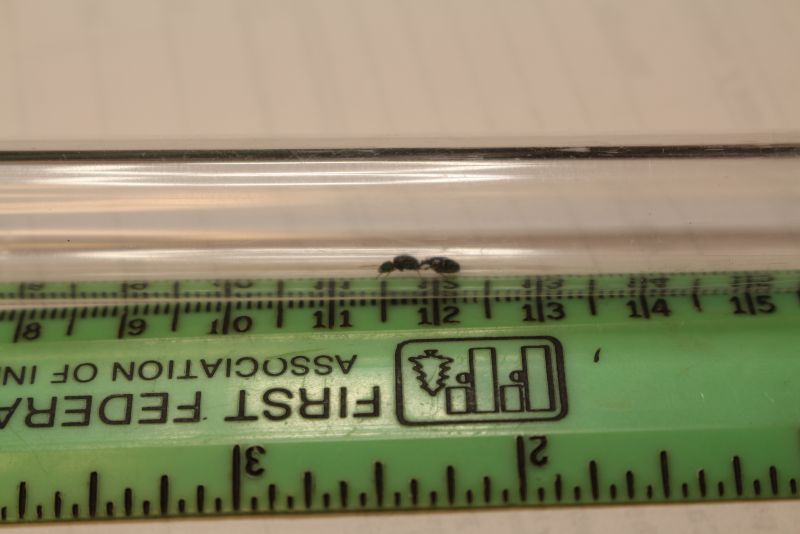 8 9 10 11 12 13 14 15
2 3
FIRST FEDERA
ASSOCIATION OF IN